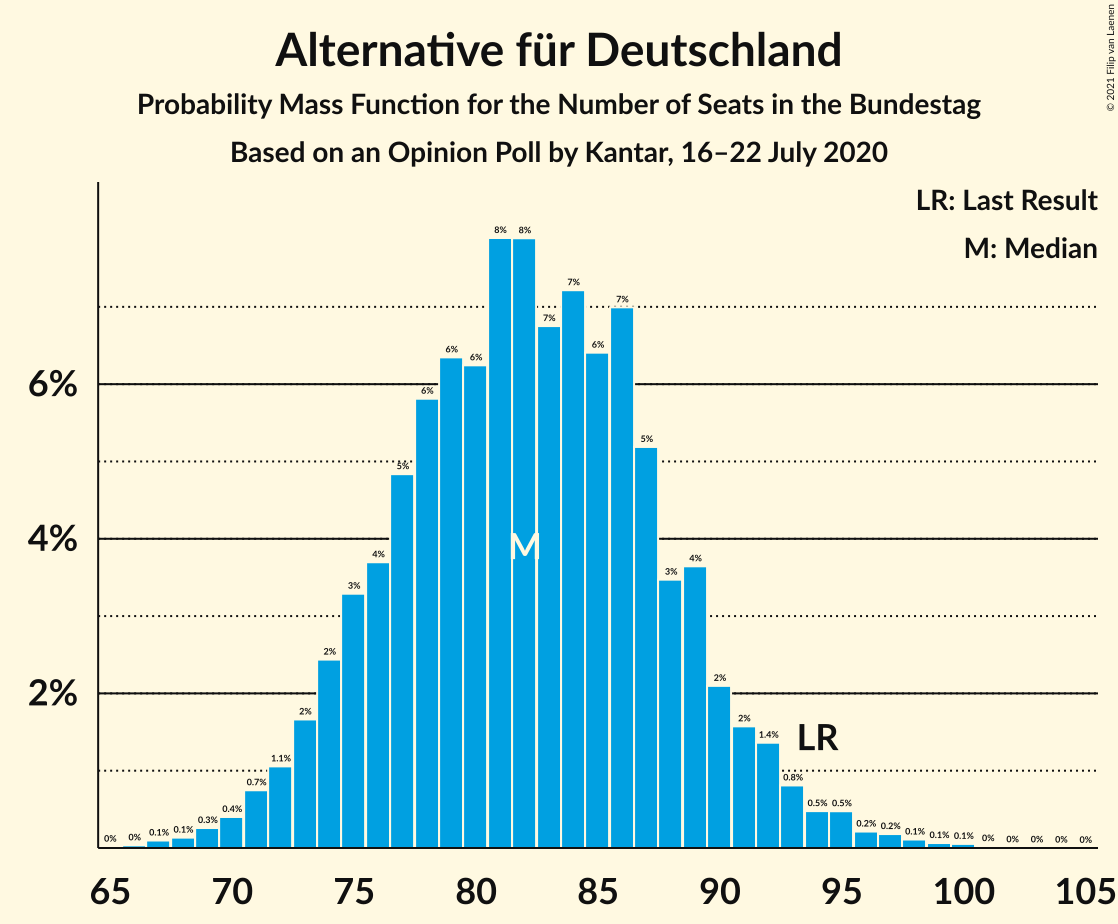 Alternative für Deutschland
Probability Mass Function for the Number of Seats in the Bundestag
Based on an Opinion Poll by Kantar, 16–22 July 2020
© 2021 Filip van Laenen
LR: Last Result
M: Median
6%
4%
2%
0% 0% 0.1% 0.1% 0.3% 0.4% 0.7% 1.1% 2% 2% 3% 4% 5% 6% 6% 6% 8% 8% 7% 7% 6% 7% 5% 3% 4% 2% 2% 1.4% 0.8% 0.5% 0.5% 0.2% 0.2% 0.1% 0.1% 0.1% 0% 0% 0% 0% 0%
M
LR
65 70 75 80 85 90 95 100 105